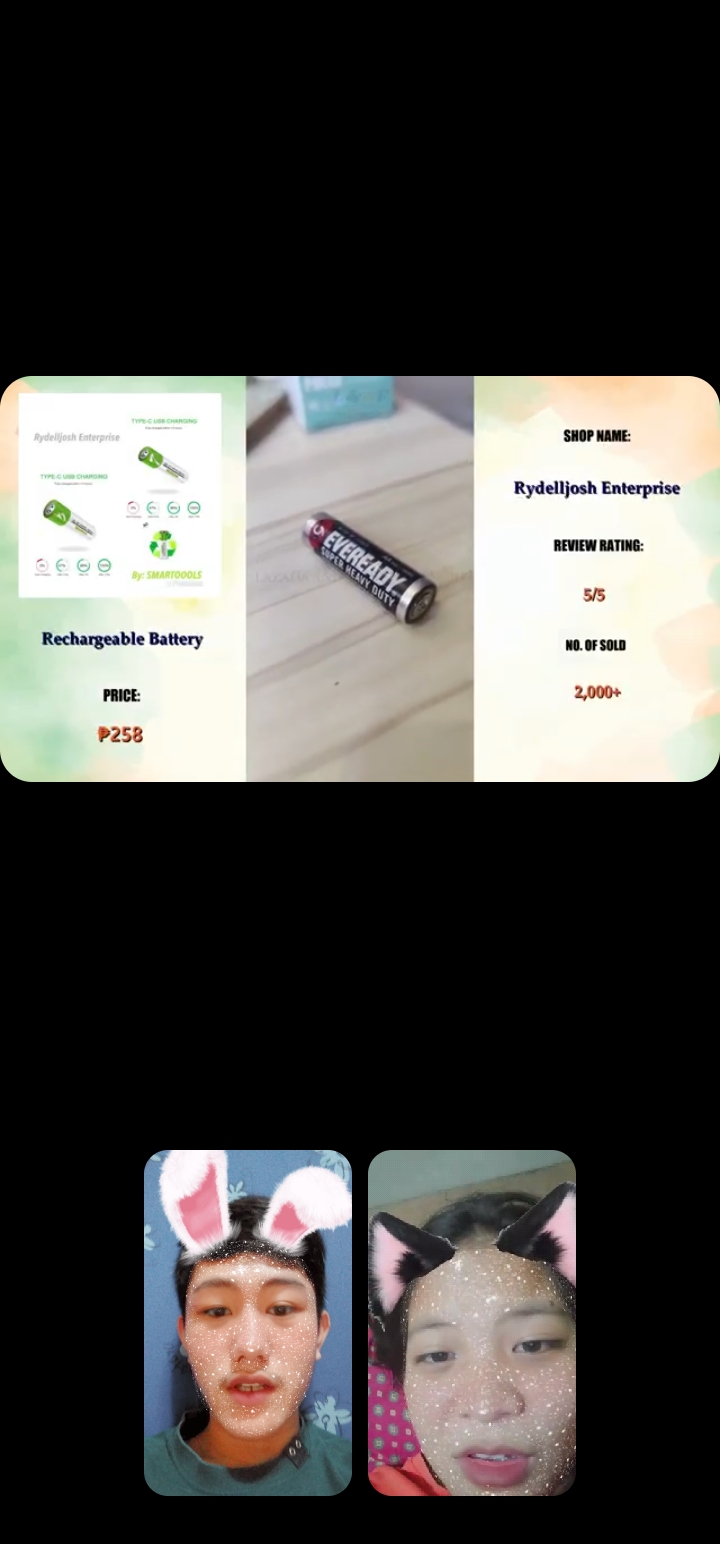 Rydelljosh Enterprise
TYPE-C USB CHARGING
TYPE-C USB CHARGING
By: SMARTOOOLS
Rechargeable Battery
PRICE:
₱258
EVEREADY
SUPER HEAVY DUTY
SHOP NAME:
Rydelljosh Enterprise
REVIEW RATING:
5/5
NO. OF SOLD
2,000+